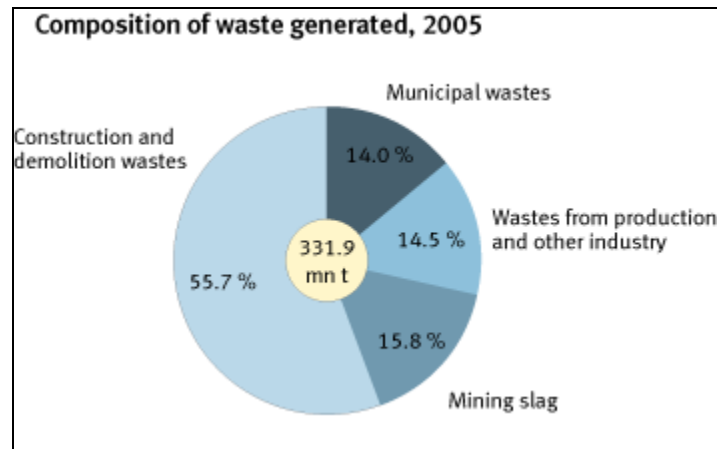 Composition of waste generated, 2005
Municipal wastes
Construction and
demolition wastes
14.0 %
Wastes from production
and other industry
14.5 %
331.9
mn t
55.7 %
15.8 %
Mining slag